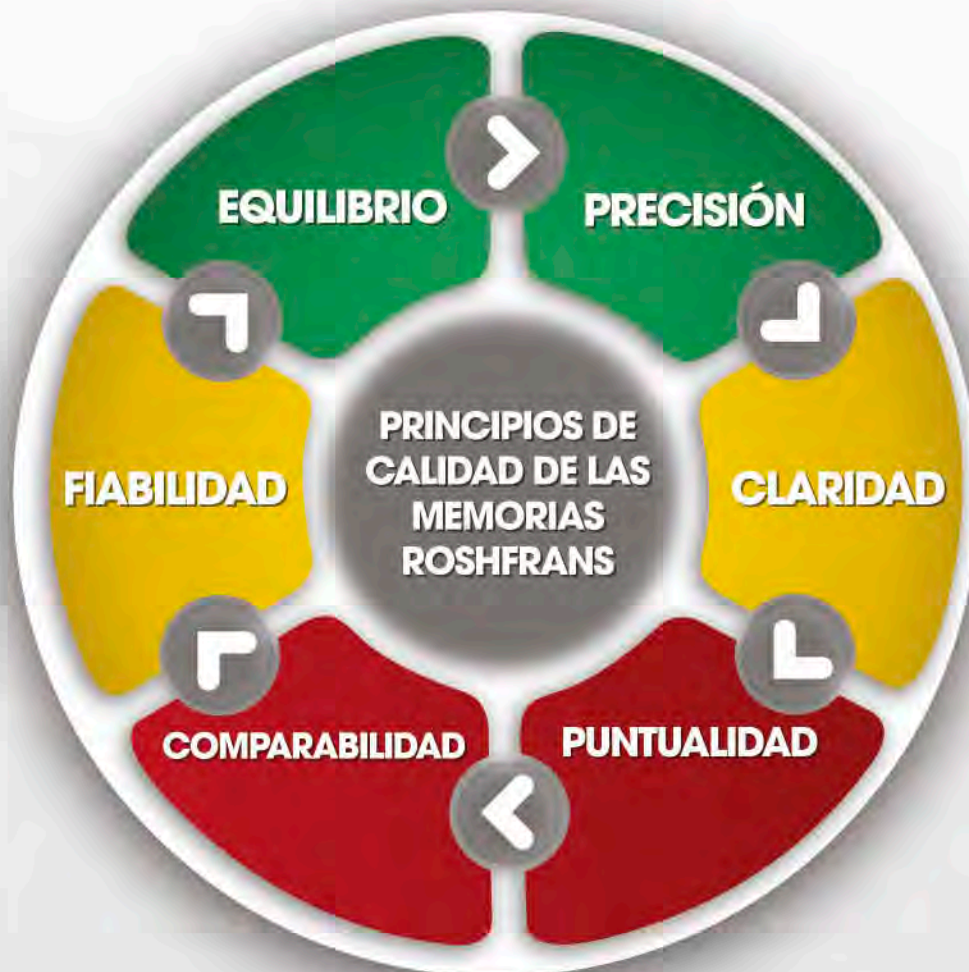 EQUILIBRIO
PRECISIÓN
FIABILIDAD
PRINCIPIOS DE
CALIDAD DE LAS
MEMORIAS
ROSHFRANS
CLARIDAD
COMPARABILIDAD
PUNTUALIDAD